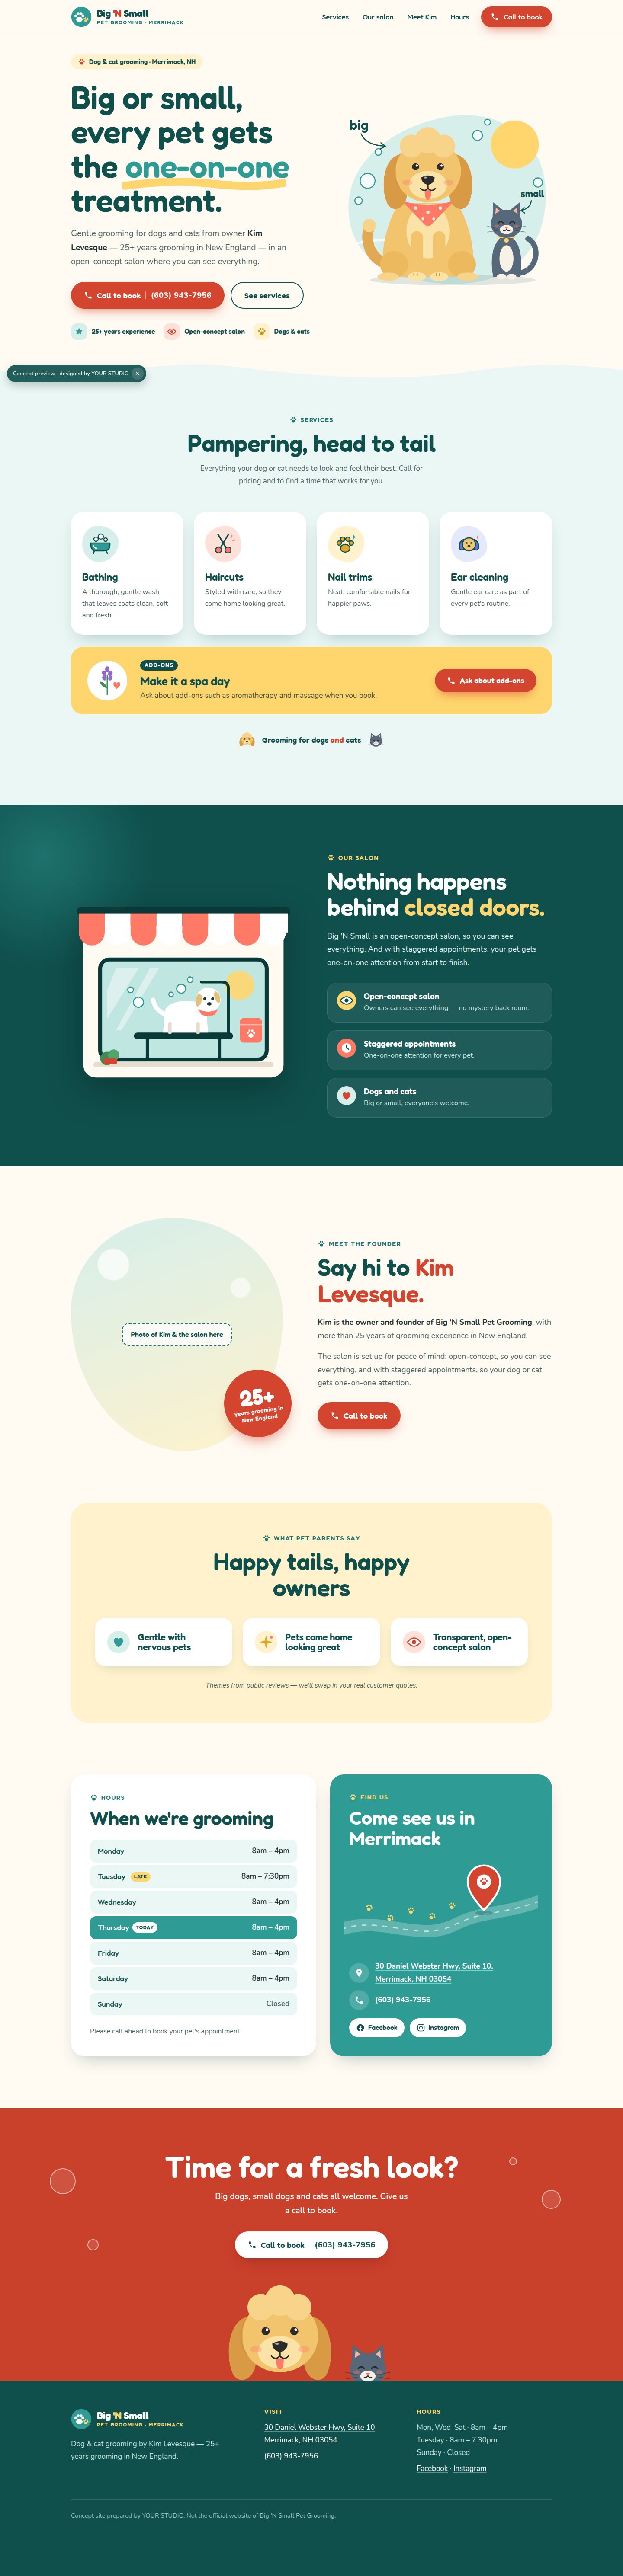 Big 'N Small
PET GROOMING · MERRIMACK
Services
Our salon
Meet Kim
Hours
Call to book
Dog & cat grooming · Merrimack, NH
Big or small,
every pet gets
the one-on-one
treatment.
big
small
Gentle grooming for dogs and cats from owner Kim
Levesque — 25+ years grooming in New England — in an
open-concept salon where you can see everything.
Call to book
(603) 943-7956
See services
25+ years experience
Open-concept salon
Dogs & cats
Concept preview · designed by YOUR STUDIO ×
SERVICES
Pampering, head to tail
Everything your dog or cat needs to look and feel their best. Call for
pricing and to find a time that works for you.
Bathing
A thorough, gentle wash
that leaves coats clean, soft
and fresh.
Haircuts
Styled with care, so they
come home looking great.
Nail trims
Neat, comfortable nails for
happier paws.
Ear cleaning
Gentle ear care as part of
every pet's routine.
ADD-ONS
Make it a spa day
Ask about add-ons such as aromatherapy and massage when you book.
Ask about add-ons
Grooming for dogs and cats
OUR SALON
Nothing happens
behind closed doors.
Big 'N Small is an open-concept salon, so you can see
everything. And with staggered appointments, your pet gets
one-on-one attention from start to finish.
Open-concept salon
Owners can see everything — no mystery back room.
Staggered appointments
One-on-one attention for every pet.
Dogs and cats
Big or small, everyone's welcome.
Photo of Kim & the salon here
25+
years grooming in
New England
MEET THE FOUNDER
Say hi to Kim
Levesque.
Kim is the owner and founder of Big 'N Small Pet Grooming, with
more than 25 years of grooming experience in New England.
The salon is set up for peace of mind: open-concept, so you can see
everything, and with staggered appointments, so your dog or cat
gets one-on-one attention.
Call to book
WHAT PET PARENTS SAY
Happy tails, happy
owners
Gentle with
nervous pets
Pets come home
looking great
Transparent, open-
concept salon
Themes from public reviews — we'll swap in your real customer quotes.
HOURS
When we're grooming
Monday 8am – 4pm
Tuesday LATE 8am – 7:30pm
Wednesday 8am – 4pm
Thursday TODAY 8am – 4pm
Friday 8am – 4pm
Saturday 8am – 4pm
Sunday Closed
Please call ahead to book your pet's appointment.
FIND US
Come see us in
Merrimack
30 Daniel Webster Hwy, Suite 10,
Merrimack, NH 03054
(603) 943-7956
Facebook
Instagram
Time for a fresh look?
Big dogs, small dogs and cats all welcome. Give us
a call to book.
Call to book
(603) 943-7956
Big 'N Small
PET GROOMING · MERRIMACK
Dog & cat grooming by Kim Levesque — 25+
years grooming in New England.
VISIT
30 Daniel Webster Hwy, Suite 10
Merrimack, NH 03054
(603) 943-7956
HOURS
Mon, Wed–Sat · 8am – 4pm
Tuesday · 8am – 7:30pm
Sunday · Closed
Facebook · Instagram
Concept site prepared by YOUR STUDIO. Not the official website of Big 'N Small Pet Grooming.